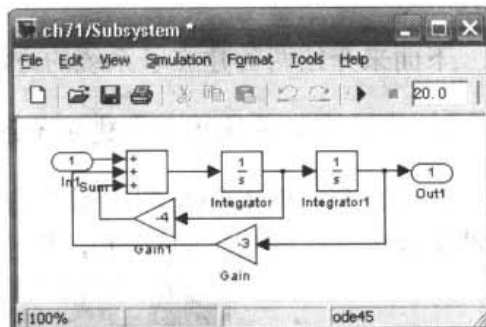 ch71/Subsystem *
File Edit View Simulation Format Tools Help
20.0
1
In1
+
+
+
Sum
1
s
Integrator
1
s
Integrator1
1
Out1
-4
Gain1
-3
Gain
F 100%
ode45